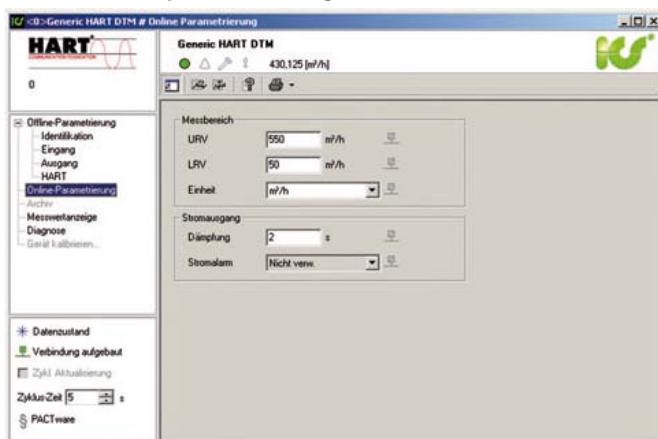 <0>Generic HART DTM # Online Parametrierung
HART
COMMUNICATION FOUNDATION
0
Generic HART DTM
430,125 [m³/h]
ICS
Offline-Parametrierung
Identifikation
Eingang
Ausgang
HART
Online-Parametrierung
Archiv
Messwertanzeige
Diagnose
Gerät kalibrieren...
Messbereich
URV 550 m³/h
LRV 50 m³/h
Einheit m³/h
Stromausgang
Dämpfung 2 s
Stromalarm Nicht verw.
Datenzustand
Verbindung aufgebaut
Zykl. Aktualisierung
Zyklus-Zeit 5 s
§ PACTware